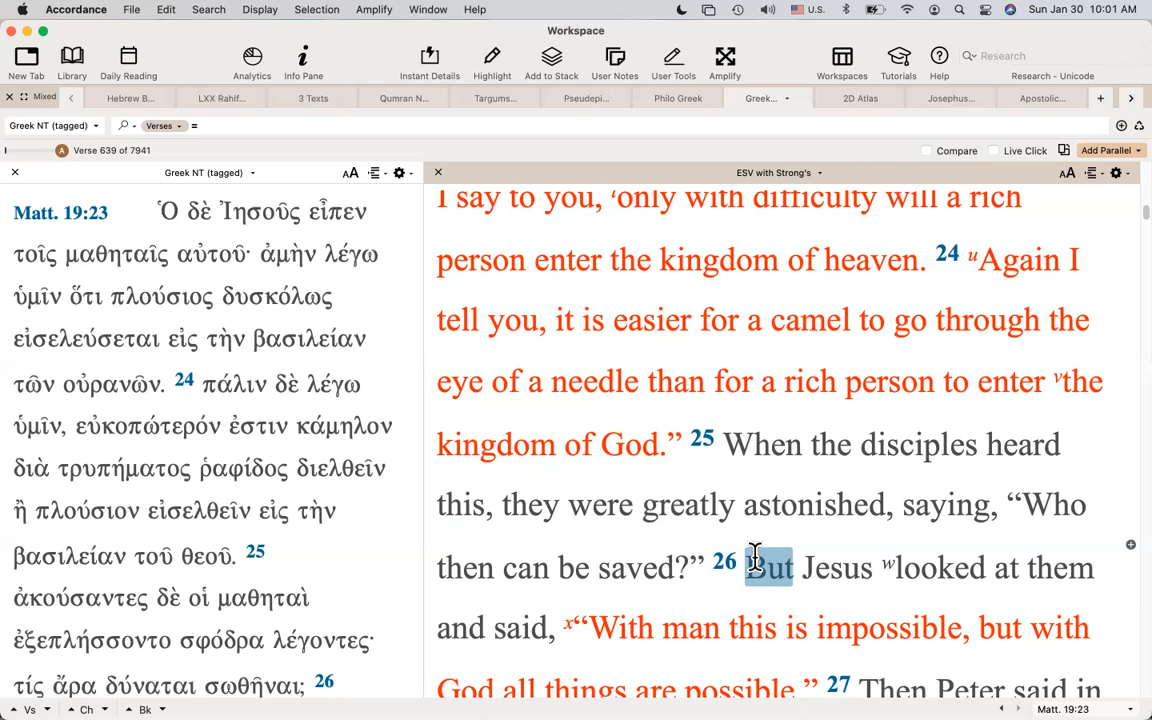 Accordance File Edit Search Display Selection Amplify Window Help U.S. Sun Jan 30 10:01 AM
Workspace
New Tab Library Daily Reading Analytics Info Pane Instant Details Highlight Add to Stack User Notes User Tools Amplify Workspaces Tutorials Help Research Research - Unicode
Mixed Hebrew B... LXX Rahlf... 3 Texts Qumran N... Targums... Pseudepi... Philo Greek Greek... 2D Atlas Josephus... Apostolic...
Greek NT (tagged) Verses =
A Verse 639 of 7941 Compare Live Click Add Parallel
Greek NT (tagged) AA
Matt. 19:23 Ὁ δὲ Ἰησοῦς εἶπεν
τοῖς μαθηταῖς αὐτοῦ· ἀμὴν λέγω
ὑμῖν ὅτι πλούσιος δυσκόλως
εἰσελεύσεται εἰς τὴν βασιλείαν
τῶν οὐρανῶν. 24 πάλιν δὲ λέγω
ὑμῖν, εὐκοπώτερόν ἐστιν κάμηλον
διὰ τρυπήματος ῥαφίδος διελθεῖν
ἢ πλούσιον εἰσελθεῖν εἰς τὴν
βασιλείαν τοῦ θεοῦ. 25
ἀκούσαντες δὲ οἱ μαθηταὶ
ἐξεπλήσσοντο σφόδρα λέγοντες·
τίς ἄρα δύναται σωθῆναι; 26
ESV with Strong's AA
I say to you, tonly with difficulty will a rich
person enter the kingdom of heaven. 24 uAgain I
tell you, it is easier for a camel to go through the
eye of a needle than for a rich person to enter vthe
kingdom of God.” 25 When the disciples heard
this, they were greatly astonished, saying, “Who
then can be saved?” 26 But Jesus wlooked at them
and said, x“With man this is impossible, but with
God all things are possible.” 27 Then Peter said in
Vs Ch Bk Matt. 19:23